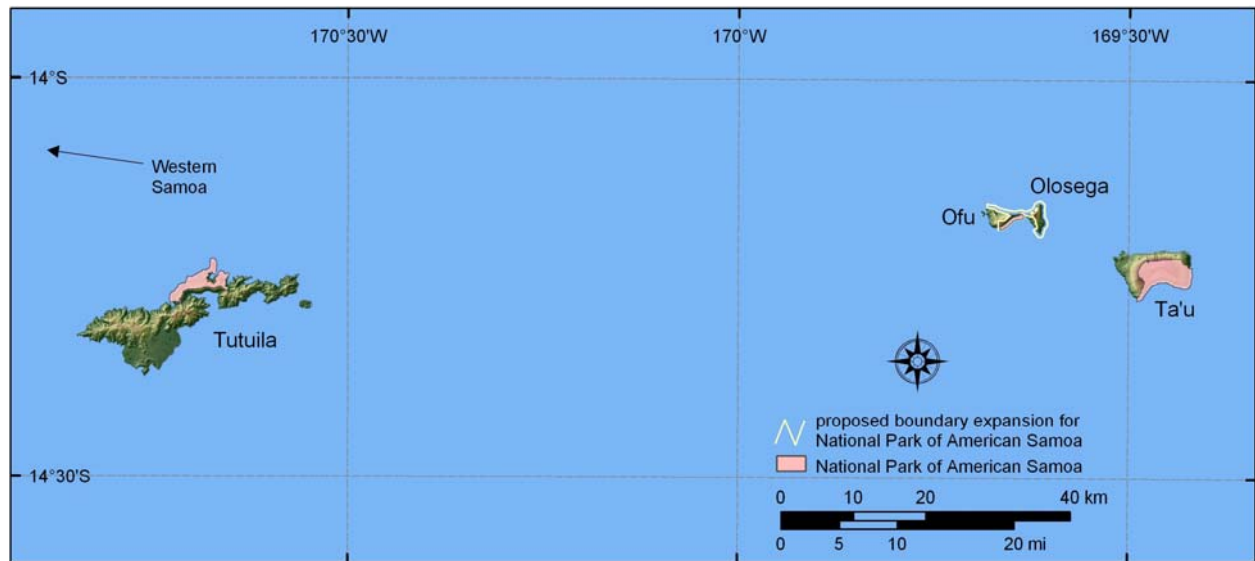 170°30'W
170°W
169°30'W
14°S
Western
Samoa
Olosega
Ofu
Ta'u
Tutuila
proposed boundary expansion for
National Park of American Samoa
National Park of American Samoa
14°30'S
0 10 20 40 km
0 5 10 20 mi